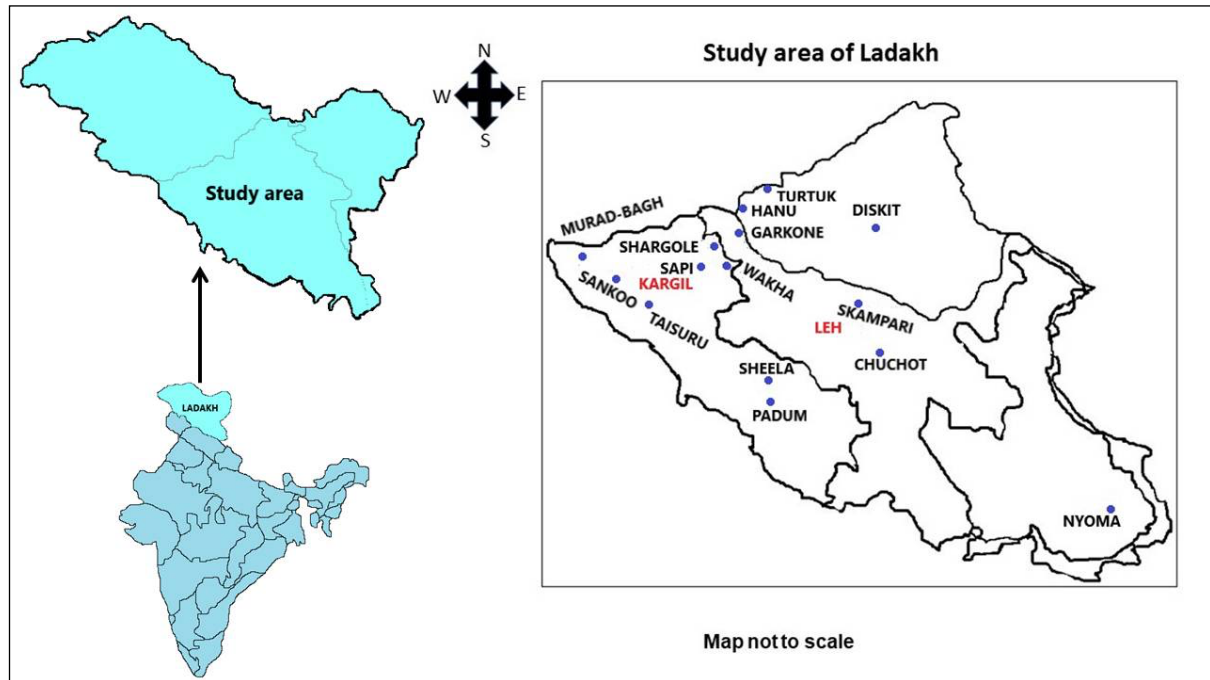 Study area
N
W
E
S
LADAKH
Study area of Ladakh
TURTUK
MURAD-BAGH
HANU
DISKIT
GARKONE
SHARGOLE
SAPI
WAKHA
KARGIL
SANKOO
SKAMPARI
TAISURU
LEH
CHUCHOT
SHEELA
PADUM
NYOMA
Map not to scale